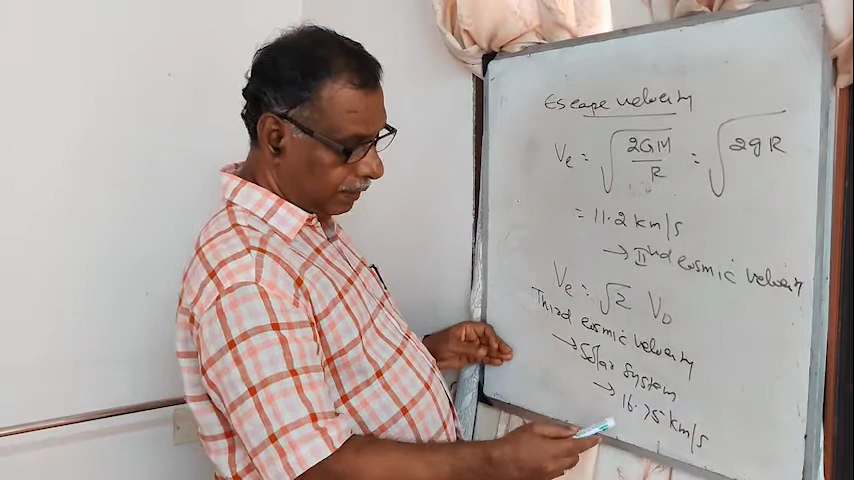 Escape velocity
Ve = √2GM/R = √2gR
= 11.2 km/s
→ IInd cosmic velocity
Ve = √2 Vo
Third cosmic velocity
→ Solar system
→ 16.75 km/s